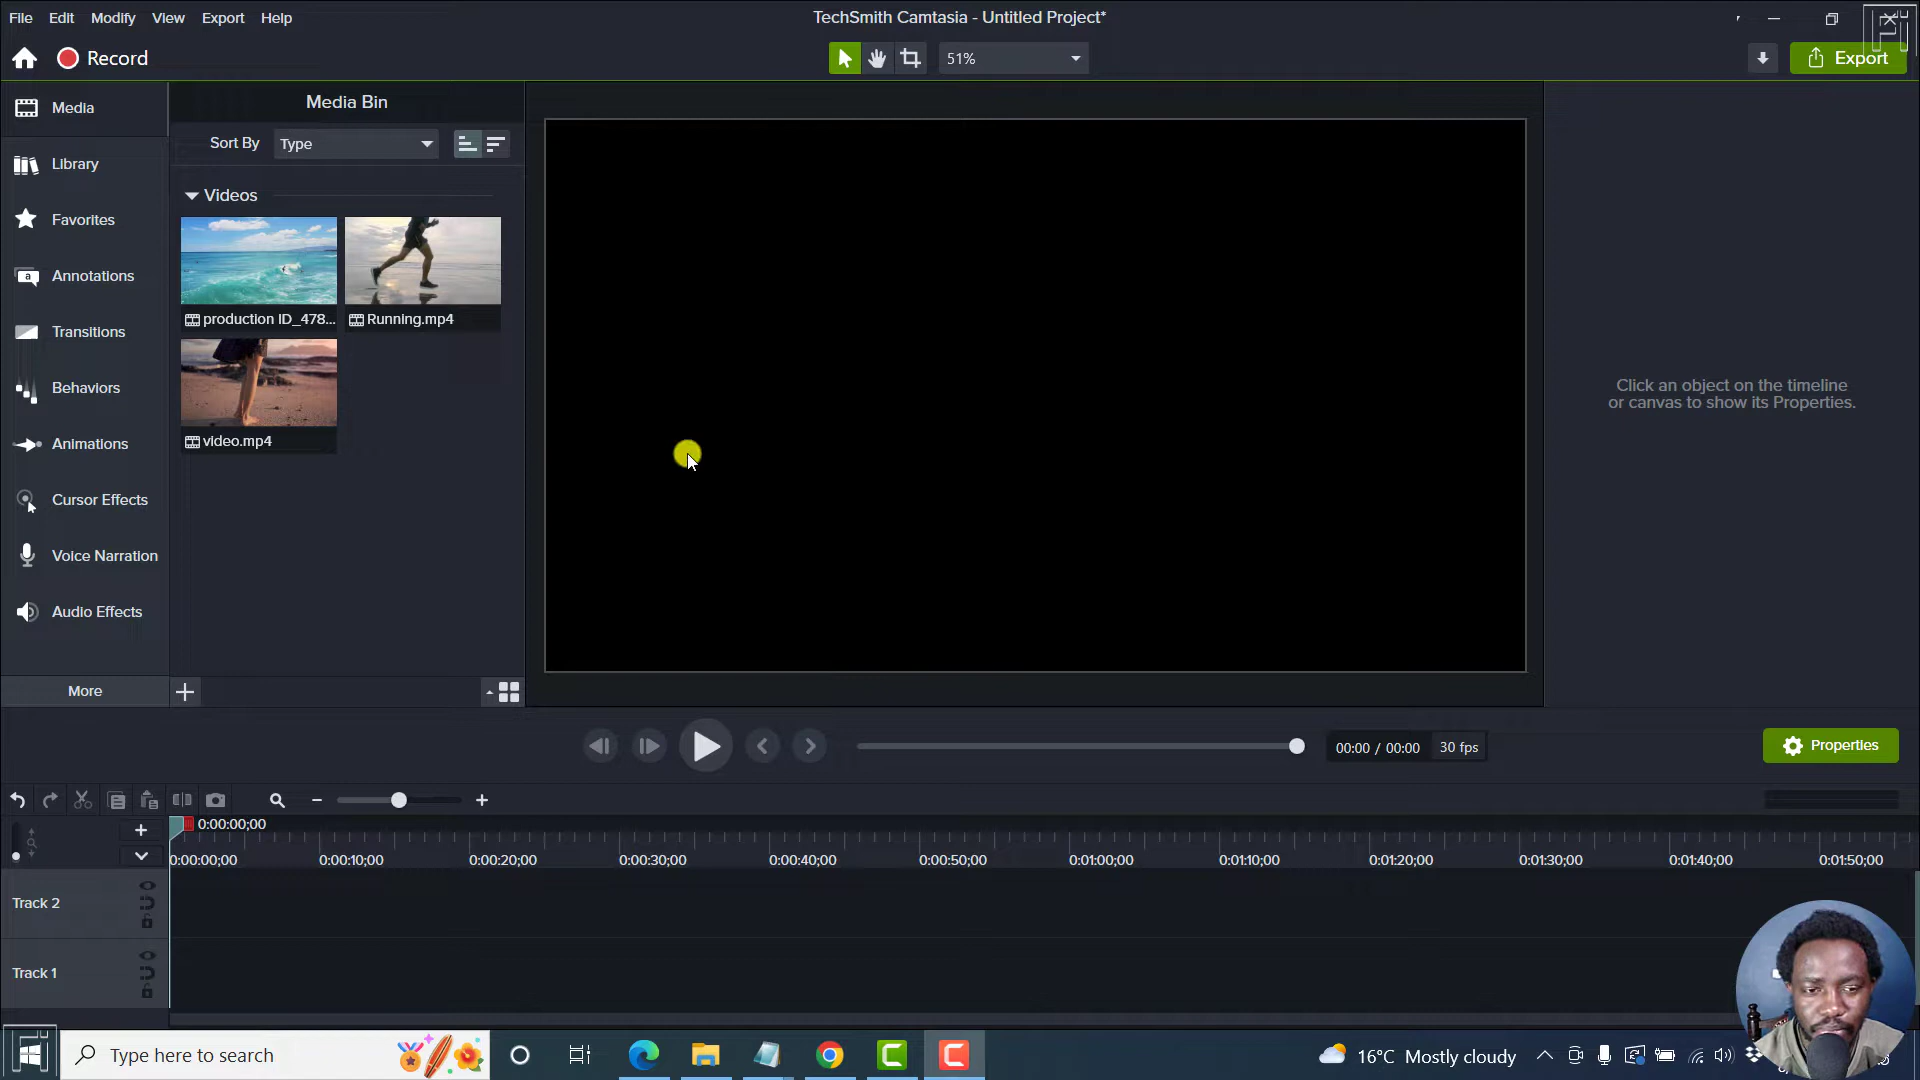 File Edit Modify View Export Help
TechSmith Camtasia - Untitled Project*
Record
51%
Export
Media
Library
Favorites
Annotations
Transitions
Behaviors
Animations
Cursor Effects
Voice Narration
Audio Effects
More
Media Bin
Sort By Type
Videos
production ID_478...
Running.mp4
video.mp4
Click an object on the timeline
or canvas to show its Properties.
00:00 / 00:00 30 fps
Properties
0:00:00;00
0:00:00;00 0:00:10;00 0:00:20;00 0:00:30;00 0:00:40;00 0:00:50;00 0:01:00;00 0:01:10;00 0:01:20;00 0:01:30;00 0:01:40;00 0:01:50;00
Track 2
Track 1
Type here to search
16°C Mostly cloudy